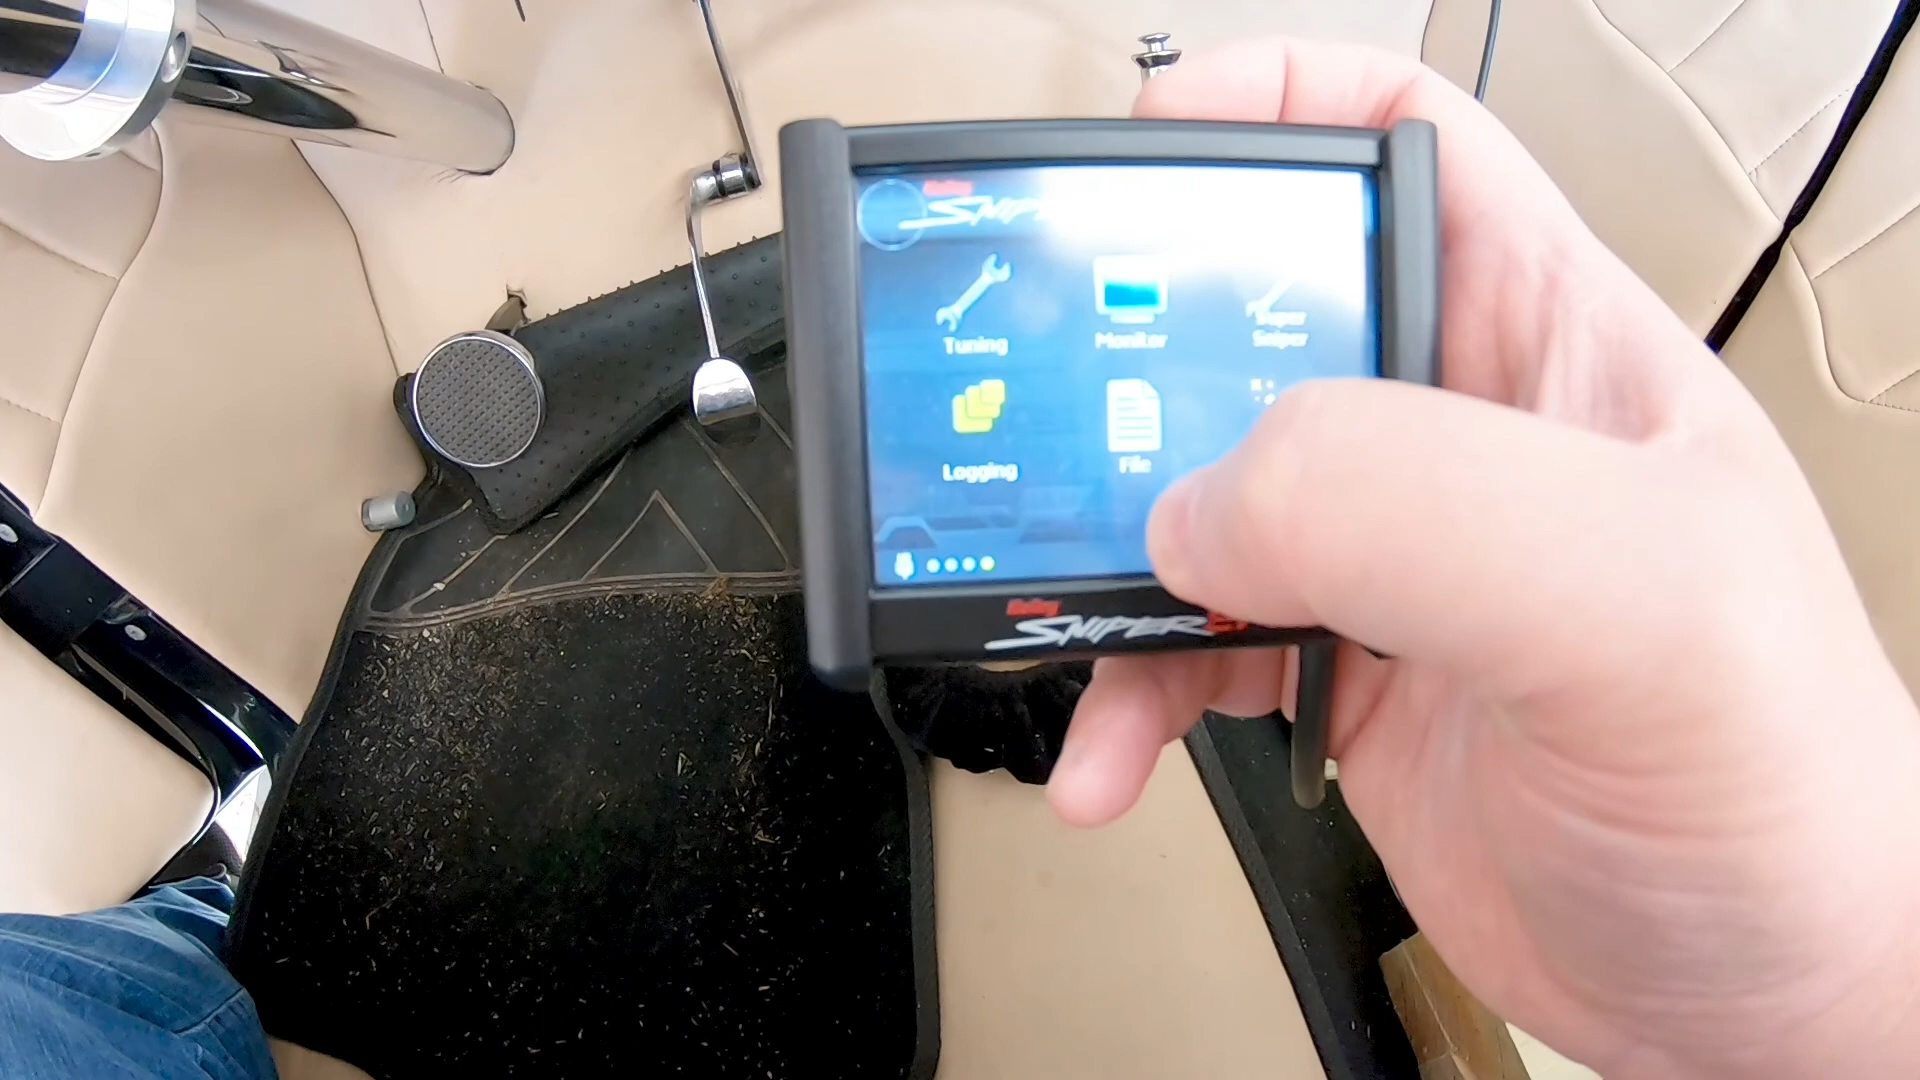 Holley
SNIPER
Tuning
Monitor
Super
Sniper
Logging
File
Holley
SNIPER